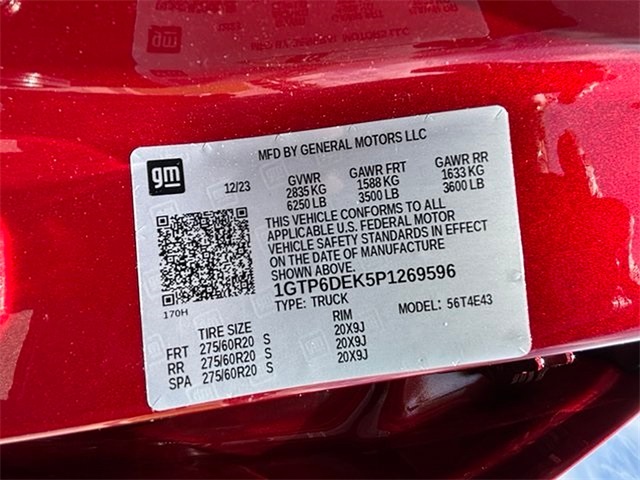 MFD BY GENERAL MOTORS LLC
gm
12/23
GVWR GAWR FRT GAWR RR
2835 KG 1588 KG 1633 KG
6250 LB 3500 LB 3600 LB
THIS VEHICLE CONFORMS TO ALL
APPLICABLE U.S. FEDERAL MOTOR
VEHICLE SAFETY STANDARDS IN EFFECT
ON THE DATE OF MANUFACTURE
SHOWN ABOVE.
1GTP6DEK5P1269596
170H
TYPE: TRUCK MODEL: 56T4E43
TIRE SIZE RIM
FRT 275/60R20 S 20X9J
RR 275/60R20 S 20X9J
SPA 275/60R20 S 20X9J